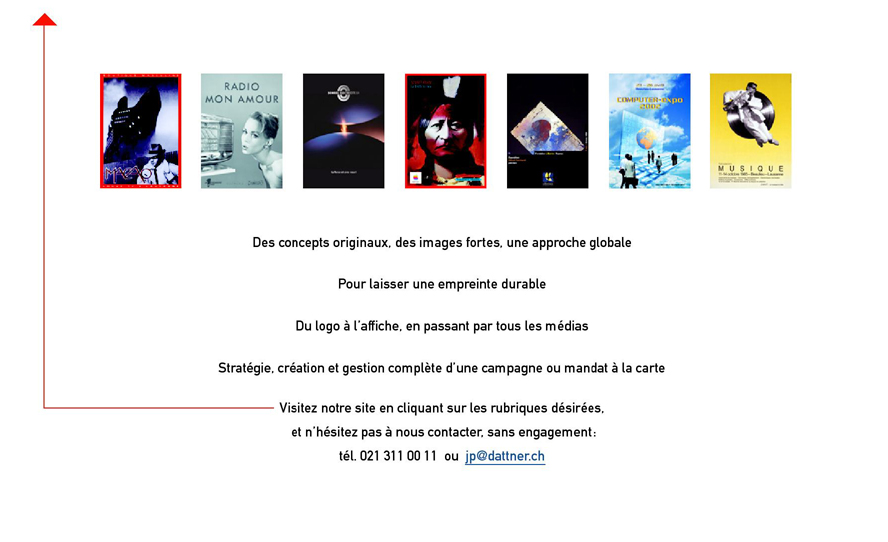 RADIO
MON AMOUR
COMPUTER-EXPO
2002
MUSIQUE
Des concepts originaux, des images fortes, une approche globale
Pour laisser une empreinte durable
Du logo à l'affiche, en passant par tous les médias
Stratégie, création et gestion complète d'une campagne ou mandat à la carte
Visitez notre site en cliquant sur les rubriques désirées,
et n'hésitez pas à nous contacter, sans engagement:
tél. 021 311 00 11 ou jp@dattner.ch